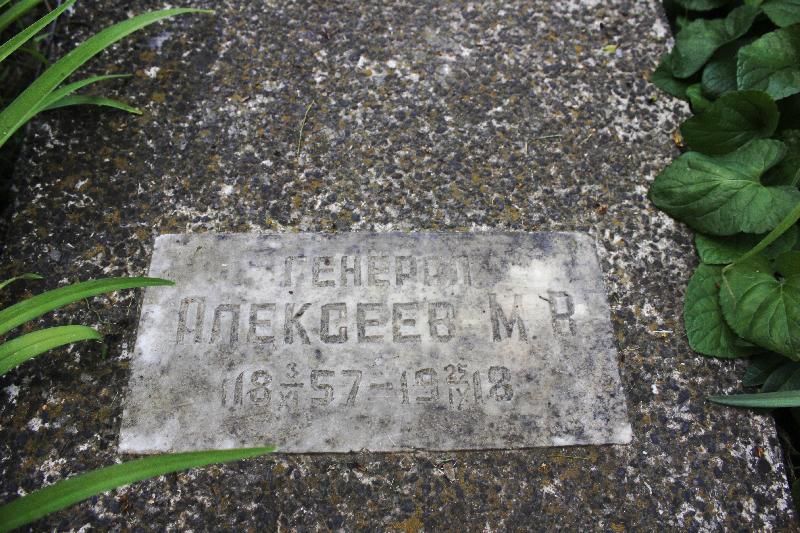 ГЕНЕРАЛ
АЛЕКСЕЕВ М. В.
18 3/XI 57 – 19 25/IX 18